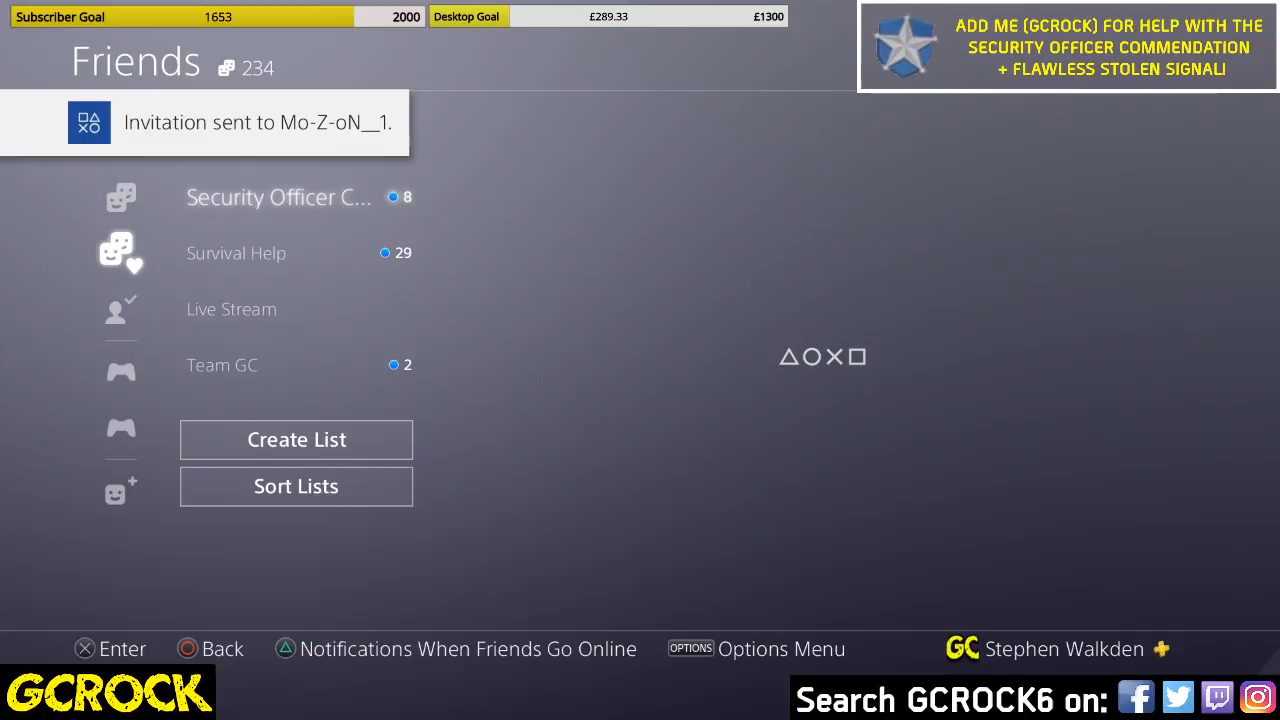 Subscriber Goal 1653 2000 Desktop Goal £289.33 £1300
ADD ME (GCROCK) FOR HELP WITH THE
SECURITY OFFICER COMMENDATION
+ FLAWLESS STOLEN SIGNAL!
Friends 234
Invitation sent to Mo-Z-oN__1.
Security Officer C... 8
Survival Help 29
Live Stream
Team GC 2
Create List
Sort Lists
Enter Back Notifications When Friends Go Online OPTIONS Options Menu GC Stephen Walkden
GCROCK
Search GCROCK6 on: